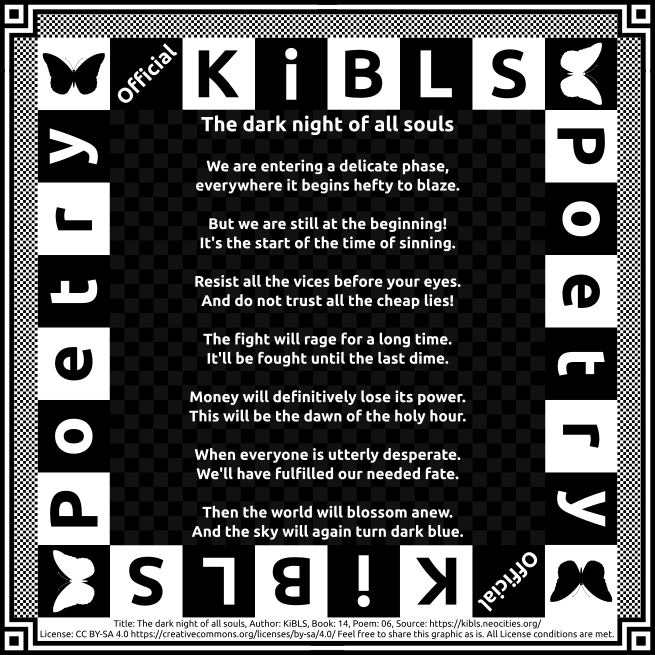 Official KiBLS
Poetry
Poetry
The dark night of all souls
We are entering a delicate phase,
everywhere it begins hefty to blaze.
But we are still at the beginning!
It's the start of the time of sinning.
Resist all the vices before your eyes.
And do not trust all the cheap lies!
The fight will rage for a long time.
It'll be fought until the last dime.
Money will definitively lose its power.
This will be the dawn of the holy hour.
When everyone is utterly desperate.
We'll have fulfilled our needed fate.
Then the world will blossom anew.
And the sky will again turn dark blue.
Official KiBLS
Title: The dark night of all souls, Author: KiBLS, Book: 14, Poem: 06, Source: https://kibls.neocities.org/
License: CC BY-SA 4.0 https://creativecommons.org/licenses/by-sa/4.0/ Feel free to share this graphic as is. All License conditions are met.